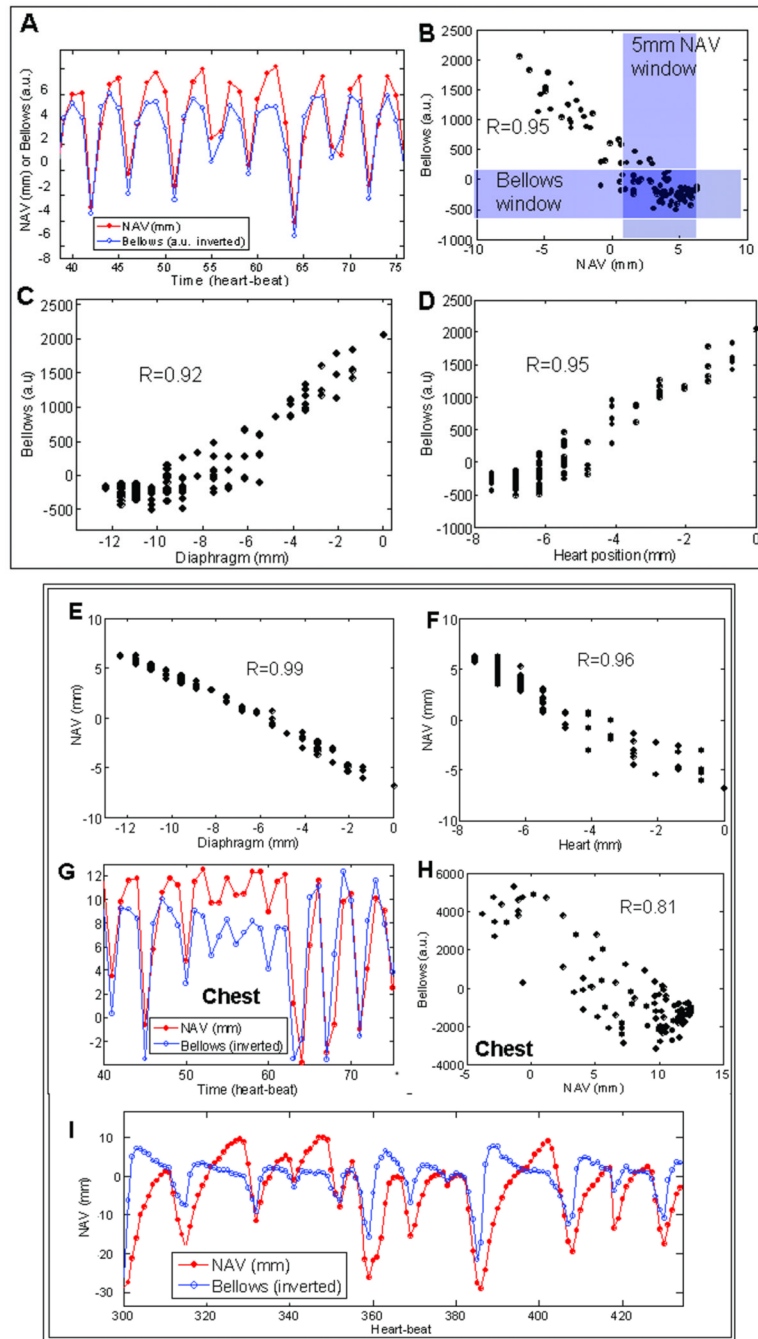 A
NAV (mm) or Bellows (a.u.)
6
4
2
0
-2
-4
-6
-8
NAV(mm)
Bellows (a.u. inverted)
40 45 50 55 60 65 70 75
Time (heart-beat)
B
Bellows (a.u.)
2500
2000
1500
1000
500
0
-500
-1000
5mm NAV
window
R=0.95
Bellows
window
-10 -5 0 5 10
NAV (mm)
C
Bellows (a.u)
2500
2000
1500
1000
500
0
-500
R=0.92
-12 -10 -8 -6 -4 -2 0
Diaphragm (mm)
D
Bellows (a.u)
2500
2000
1500
1000
500
0
-500
-1000
R=0.95
-8 -6 -4 -2 0
Heart position (mm)
E
NAV (mm)
10
5
0
-5
-10
R=0.99
-12 -10 -8 -6 -4 -2 0
Diaphragm (mm)
F
NAV (mm)
10
5
0
-5
-10
R=0.96
-8 -6 -4 -2 0
Heart (mm)
G
12
10
8
6
4
2
0
-2
Chest
NAV (mm)
Bellows (inverted)
40 50 60 70
Time (heart-beat)
H
Bellows (a.u.)
6000
4000
2000
0
-2000
-4000
R=0.81
Chest
-5 0 5 10 15
NAV (mm)
I
NAV (mm)
10
0
-10
-20
-30
NAV (mm)
Bellows (inverted)
300 320 340 360 380 400 420
Heart-beat